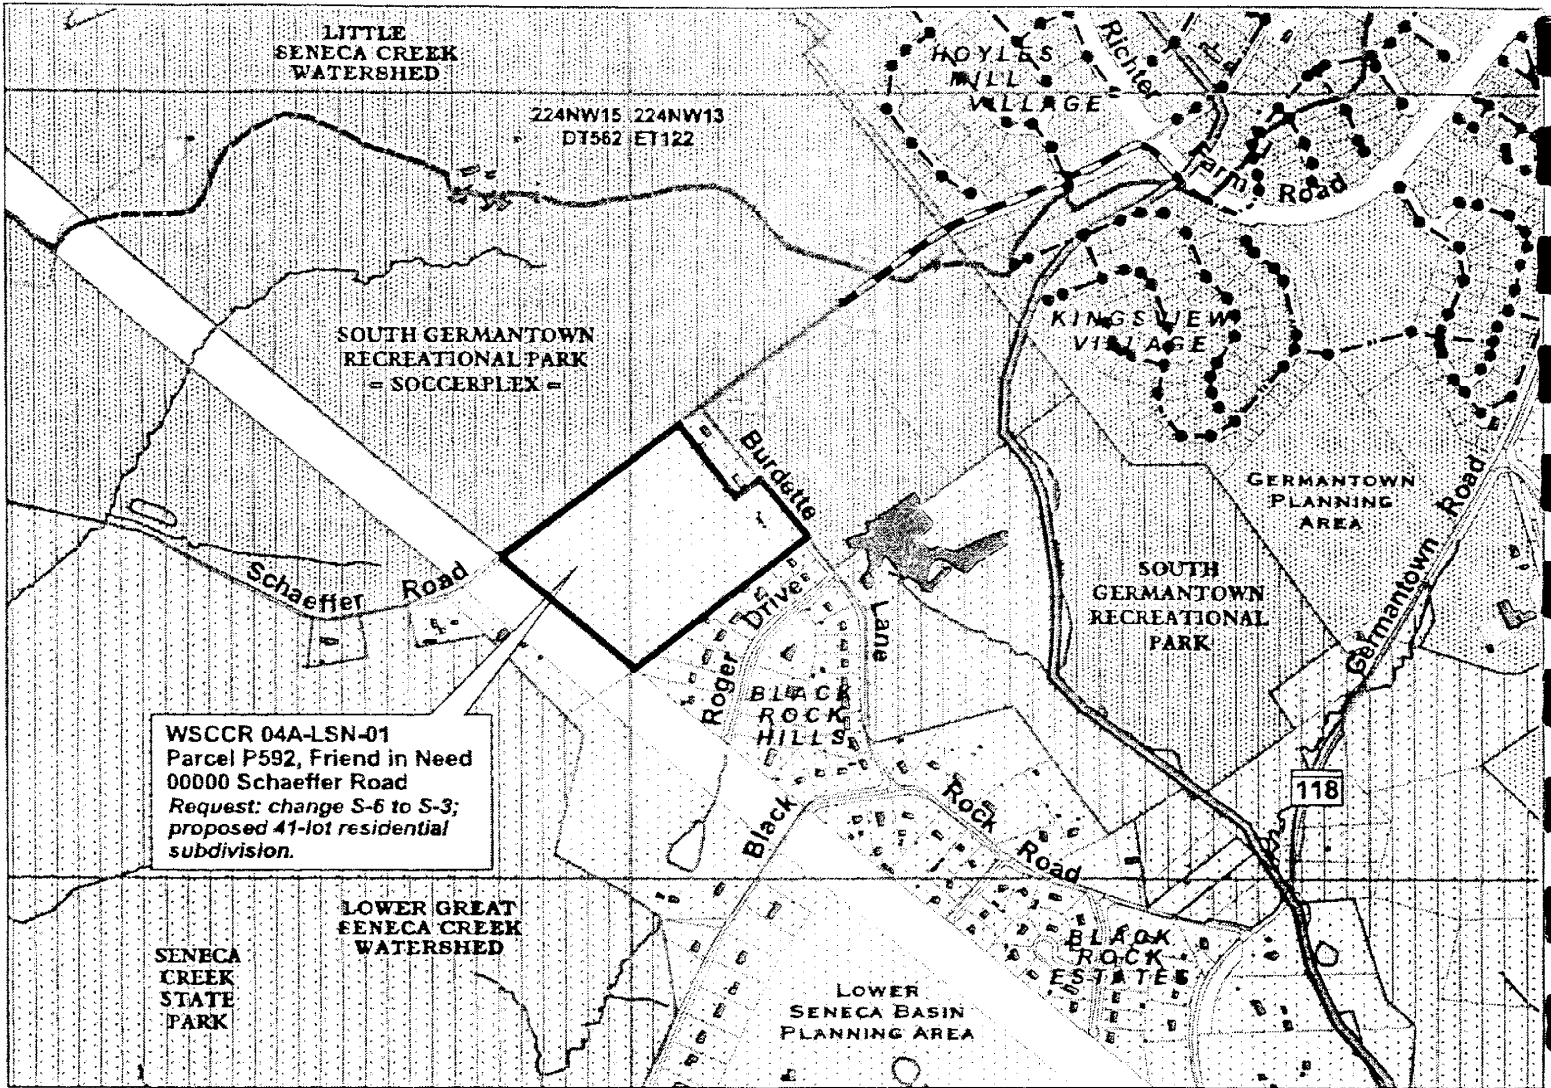 LITTLE
SENECA CREEK
WATERSHED
HOYLES
MILL
VILLAGE
Richter
224NW15 224NW13
DT562 ET122
Farm Road
SOUTH GERMANTOWN
RECREATIONAL PARK
= SOCCERPLEX =
KINGSVIEW
VILLAGE
Burdette
Lane
GERMANTOWN
PLANNING
AREA
Germantown Road
Schaeffer Road
Roger Drive
SOUTH
GERMANTOWN
RECREATIONAL
PARK
BLACK
ROCK
HILLS
WSCCR 04A-LSN-01
Parcel P592, Friend in Need
00000 Schaeffer Road
Request: change S-6 to S-3;
proposed 41-lot residential
subdivision.
118
Black Rock Road
LOWER GREAT
SENECA CREEK
WATERSHED
SENECA
CREEK
STATE
PARK
BLACK
ROCK
ESTATES
LOWER
SENECA BASIN
PLANNING AREA